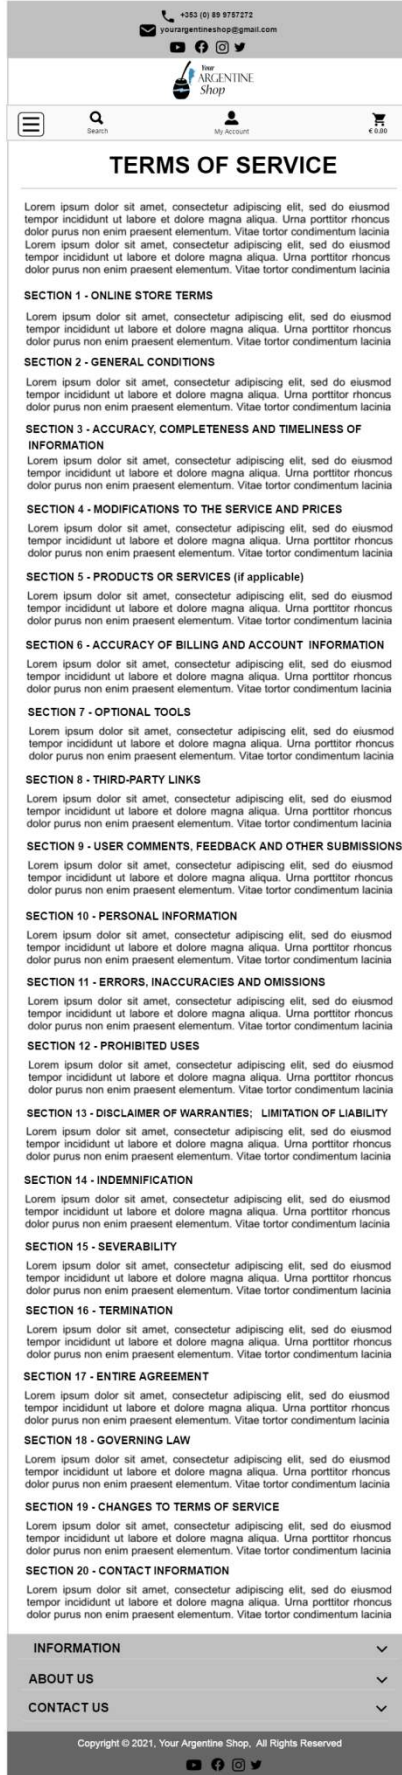 +353 (0) 89 9757272
yourargentineshop@gmail.com
Your
ARGENTINE
Shop
Search
My Account
€ 0.00
TERMS OF SERVICE
Lorem ipsum dolor sit amet, consectetur adipiscing elit, sed do eiusmod
tempor incididunt ut labore et dolore magna aliqua. Urna porttitor rhoncus
dolor purus non enim praesent elementum. Vitae tortor condimentum lacinia
Lorem ipsum dolor sit amet, consectetur adipiscing elit, sed do eiusmod
tempor incididunt ut labore et dolore magna aliqua. Urna porttitor rhoncus
dolor purus non enim praesent elementum. Vitae tortor condimentum lacinia
SECTION 1 - ONLINE STORE TERMS
Lorem ipsum dolor sit amet, consectetur adipiscing elit, sed do eiusmod
tempor incididunt ut labore et dolore magna aliqua. Urna porttitor rhoncus
dolor purus non enim praesent elementum. Vitae tortor condimentum lacinia
SECTION 2 - GENERAL CONDITIONS
Lorem ipsum dolor sit amet, consectetur adipiscing elit, sed do eiusmod
tempor incididunt ut labore et dolore magna aliqua. Urna porttitor rhoncus
dolor purus non enim praesent elementum. Vitae tortor condimentum lacinia
SECTION 3 - ACCURACY, COMPLETENESS AND TIMELINESS OF
INFORMATION
Lorem ipsum dolor sit amet, consectetur adipiscing elit, sed do eiusmod
tempor incididunt ut labore et dolore magna aliqua. Urna porttitor rhoncus
dolor purus non enim praesent elementum. Vitae tortor condimentum lacinia
SECTION 4 - MODIFICATIONS TO THE SERVICE AND PRICES
Lorem ipsum dolor sit amet, consectetur adipiscing elit, sed do eiusmod
tempor incididunt ut labore et dolore magna aliqua. Urna porttitor rhoncus
dolor purus non enim praesent elementum. Vitae tortor condimentum lacinia
SECTION 5 - PRODUCTS OR SERVICES (if applicable)
Lorem ipsum dolor sit amet, consectetur adipiscing elit, sed do eiusmod
tempor incididunt ut labore et dolore magna aliqua. Urna porttitor rhoncus
dolor purus non enim praesent elementum. Vitae tortor condimentum lacinia
SECTION 6 - ACCURACY OF BILLING AND ACCOUNT INFORMATION
Lorem ipsum dolor sit amet, consectetur adipiscing elit, sed do eiusmod
tempor incididunt ut labore et dolore magna aliqua. Urna porttitor rhoncus
dolor purus non enim praesent elementum. Vitae tortor condimentum lacinia
SECTION 7 - OPTIONAL TOOLS
Lorem ipsum dolor sit amet, consectetur adipiscing elit, sed do eiusmod
tempor incididunt ut labore et dolore magna aliqua. Urna porttitor rhoncus
dolor purus non enim praesent elementum. Vitae tortor condimentum lacinia
SECTION 8 - THIRD-PARTY LINKS
Lorem ipsum dolor sit amet, consectetur adipiscing elit, sed do eiusmod
tempor incididunt ut labore et dolore magna aliqua. Urna porttitor rhoncus
dolor purus non enim praesent elementum. Vitae tortor condimentum lacinia
SECTION 9 - USER COMMENTS, FEEDBACK AND OTHER SUBMISSIONS
Lorem ipsum dolor sit amet, consectetur adipiscing elit, sed do eiusmod
tempor incididunt ut labore et dolore magna aliqua. Urna porttitor rhoncus
dolor purus non enim praesent elementum. Vitae tortor condimentum lacinia
SECTION 10 - PERSONAL INFORMATION
Lorem ipsum dolor sit amet, consectetur adipiscing elit, sed do eiusmod
tempor incididunt ut labore et dolore magna aliqua. Urna porttitor rhoncus
dolor purus non enim praesent elementum. Vitae tortor condimentum lacinia
SECTION 11 - ERRORS, INACCURACIES AND OMISSIONS
Lorem ipsum dolor sit amet, consectetur adipiscing elit, sed do eiusmod
tempor incididunt ut labore et dolore magna aliqua. Urna porttitor rhoncus
dolor purus non enim praesent elementum. Vitae tortor condimentum lacinia
SECTION 12 - PROHIBITED USES
Lorem ipsum dolor sit amet, consectetur adipiscing elit, sed do eiusmod
tempor incididunt ut labore et dolore magna aliqua. Urna porttitor rhoncus
dolor purus non enim praesent elementum. Vitae tortor condimentum lacinia
SECTION 13 - DISCLAIMER OF WARRANTIES; LIMITATION OF LIABILITY
Lorem ipsum dolor sit amet, consectetur adipiscing elit, sed do eiusmod
tempor incididunt ut labore et dolore magna aliqua. Urna porttitor rhoncus
dolor purus non enim praesent elementum. Vitae tortor condimentum lacinia
SECTION 14 - INDEMNIFICATION
Lorem ipsum dolor sit amet, consectetur adipiscing elit, sed do eiusmod
tempor incididunt ut labore et dolore magna aliqua. Urna porttitor rhoncus
dolor purus non enim praesent elementum. Vitae tortor condimentum lacinia
SECTION 15 - SEVERABILITY
Lorem ipsum dolor sit amet, consectetur adipiscing elit, sed do eiusmod
tempor incididunt ut labore et dolore magna aliqua. Urna porttitor rhoncus
dolor purus non enim praesent elementum. Vitae tortor condimentum lacinia
SECTION 16 - TERMINATION
Lorem ipsum dolor sit amet, consectetur adipiscing elit, sed do eiusmod
tempor incididunt ut labore et dolore magna aliqua. Urna porttitor rhoncus
dolor purus non enim praesent elementum. Vitae tortor condimentum lacinia
SECTION 17 - ENTIRE AGREEMENT
Lorem ipsum dolor sit amet, consectetur adipiscing elit, sed do eiusmod
tempor incididunt ut labore et dolore magna aliqua. Urna porttitor rhoncus
dolor purus non enim praesent elementum. Vitae tortor condimentum lacinia
SECTION 18 - GOVERNING LAW
Lorem ipsum dolor sit amet, consectetur adipiscing elit, sed do eiusmod
tempor incididunt ut labore et dolore magna aliqua. Urna porttitor rhoncus
dolor purus non enim praesent elementum. Vitae tortor condimentum lacinia
SECTION 19 - CHANGES TO TERMS OF SERVICE
Lorem ipsum dolor sit amet, consectetur adipiscing elit, sed do eiusmod
tempor incididunt ut labore et dolore magna aliqua. Urna porttitor rhoncus
dolor purus non enim praesent elementum. Vitae tortor condimentum lacinia
SECTION 20 - CONTACT INFORMATION
Lorem ipsum dolor sit amet, consectetur adipiscing elit, sed do eiusmod
tempor incididunt ut labore et dolore magna aliqua. Urna porttitor rhoncus
dolor purus non enim praesent elementum. Vitae tortor condimentum lacinia
INFORMATION
ABOUT US
CONTACT US
Copyright © 2021, Your Argentine Shop, All Rights Reserved